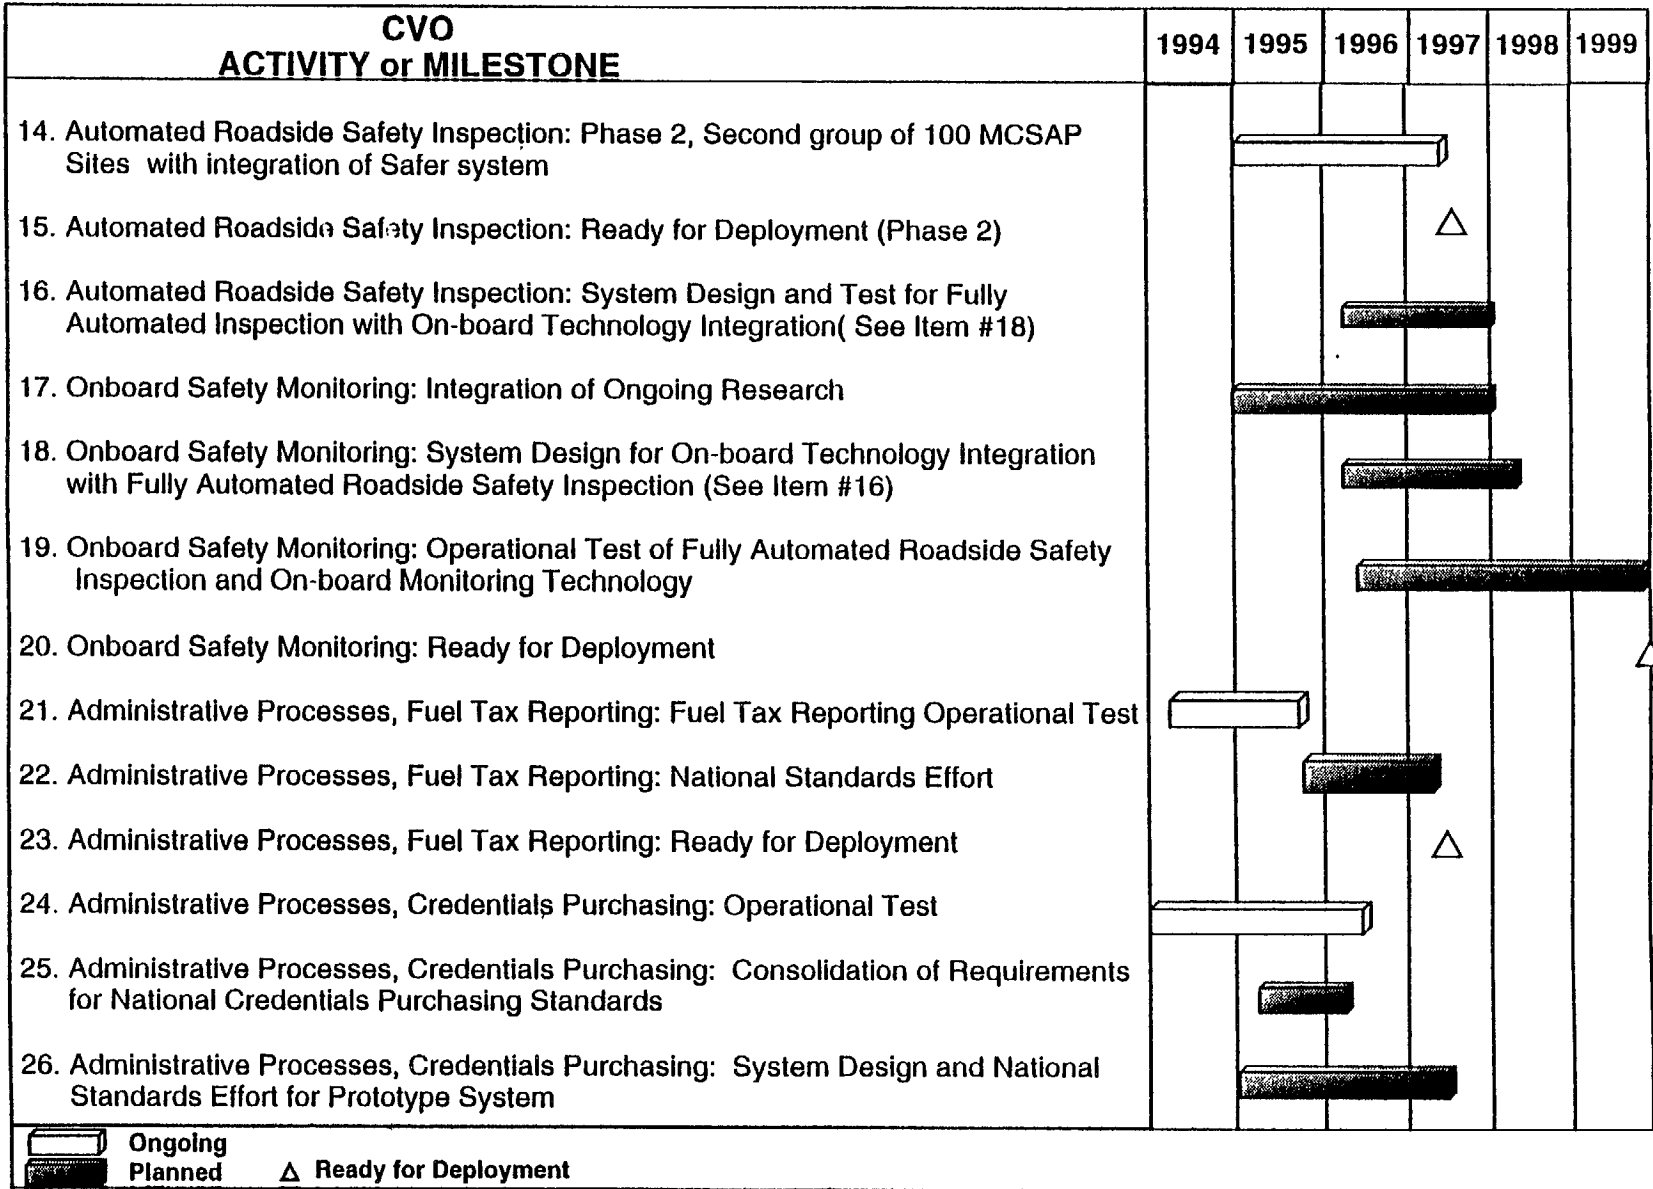 CVO
ACTIVITY or MILESTONE
1994 1995 1996 1997 1998 1999
14. Automated Roadside Safety Inspection: Phase 2, Second group of 100 MCSAP
Sites with integration of Safer system
15. Automated Roadside Safety Inspection: Ready for Deployment (Phase 2)
16. Automated Roadside Safety Inspection: System Design and Test for Fully
Automated Inspection with On-board Technology Integration( See Item #18)
17. Onboard Safety Monitoring: Integration of Ongoing Research
18. Onboard Safety Monitoring: System Design for On-board Technology Integration
with Fully Automated Roadside Safety Inspection (See Item #16)
19. Onboard Safety Monitoring: Operational Test of Fully Automated Roadside Safety
Inspection and On-board Monitoring Technology
20. Onboard Safety Monitoring: Ready for Deployment
21. Administrative Processes, Fuel Tax Reporting: Fuel Tax Reporting Operational Test
22. Administrative Processes, Fuel Tax Reporting: National Standards Effort
23. Administrative Processes, Fuel Tax Reporting: Ready for Deployment
24. Administrative Processes, Credentials Purchasing: Operational Test
25. Administrative Processes, Credentials Purchasing: Consolidation of Requirements
for National Credentials Purchasing Standards
26. Administrative Processes, Credentials Purchasing: System Design and National
Standards Effort for Prototype System
Ongoing
Planned △ Ready for Deployment